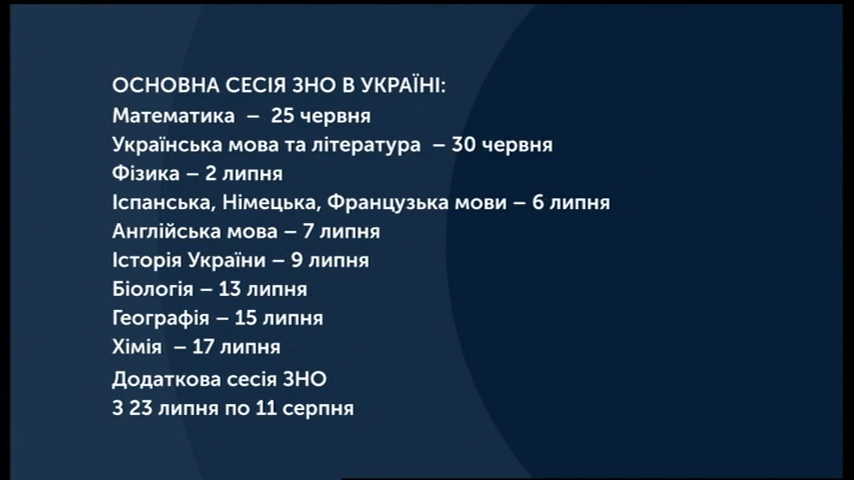 ОСНОВНА СЕСІЯ ЗНО В УКРАЇНІ:
Математика – 25 червня
Українська мова та література – 30 червня
Фізика – 2 липня
Іспанська, Німецька, Французька мови – 6 липня
Англійська мова – 7 липня
Історія України – 9 липня
Біологія – 13 липня
Географія – 15 липня
Хімія – 17 липня
Додаткова сесія ЗНО
З 23 липня по 11 серпня